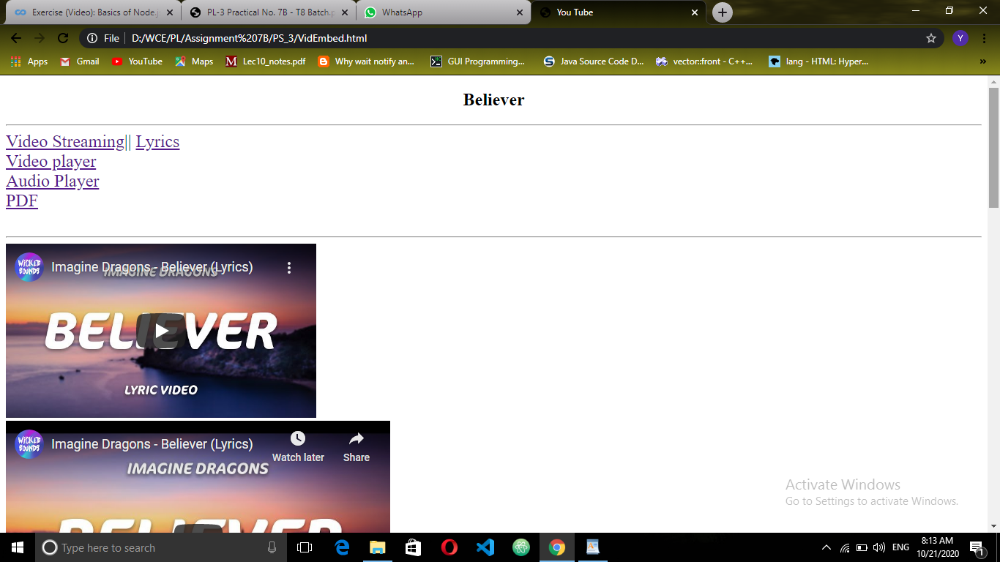 Exercise (Video): Basics of Node.j
PL-3 Practical No. 7B - T8 Batch.p
WhatsApp
You Tube
File
D:/WCE/PL/Assignment%207B/PS_3/VidEmbed.html
Y
Apps
Gmail
YouTube
Maps
M
Lec10_notes.pdf
Why wait notify an...
GUI Programming...
Java Source Code D...
vector::front - C++...
lang - HTML: Hyper...
»
Believer
Video Streaming|| Lyrics
Video player
Audio Player
PDF
WICKED
SOUNDS
Imagine Dragons - Believer (Lyrics)
IMAGINE DRAGONS
BELIEVER
LYRIC VIDEO
WICKED
SOUNDS
Imagine Dragons - Believer (Lyrics)
Watch later
Share
IMAGINE DRAGONS
BELIEVER
Activate Windows
Go to Settings to activate Windows.
Type here to search
ENG
8:13 AM
10/21/2020
1